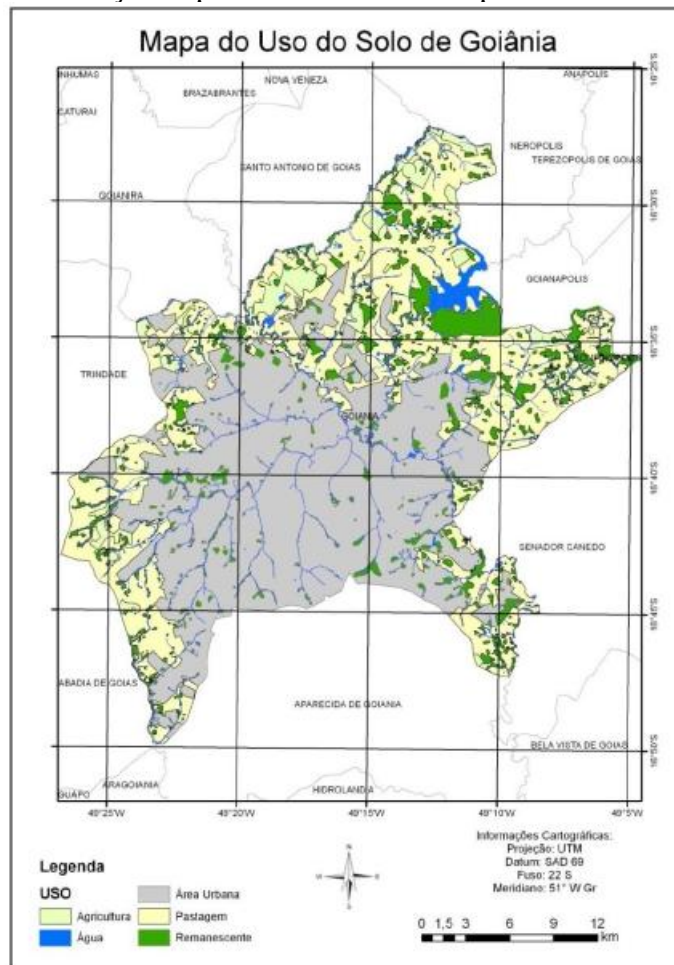 Mapa do Uso do Solo de Goiânia
INHUMAS
NOVA VENEZA
ANAPOLIS
16°25'S
BRAZABRANTES
CATURAI
NEROPOLIS
TEREZOPOLIS DE GOIAS
SANTO ANTONIO DE GOIAS
GOIANIRA
16°30'S
GOIANAPOLIS
16°35'S
TRINDADE
GOIANIA
16°40'S
SENADOR CANEDO
16°45'S
ABADIA DE GOIAS
APARECIDA DE GOIANIA
BELA VISTA DE GOIAS
16°50'S
ARAGOIANIA
GUAPO
HIDROLANDIA
49°25'W 49°20'W 49°15'W 49°10'W 49°5'W
Informações Cartográficas:
Projeção: UTM
Datum: SAD 69
Fuso: 22 S
Meridiano: 51° W Gr
N
W E
S
Legenda
USO
Área Urbana
Agricultura
Pastagem
Água
Remanescente
0 1,5 3 6 9 12
km